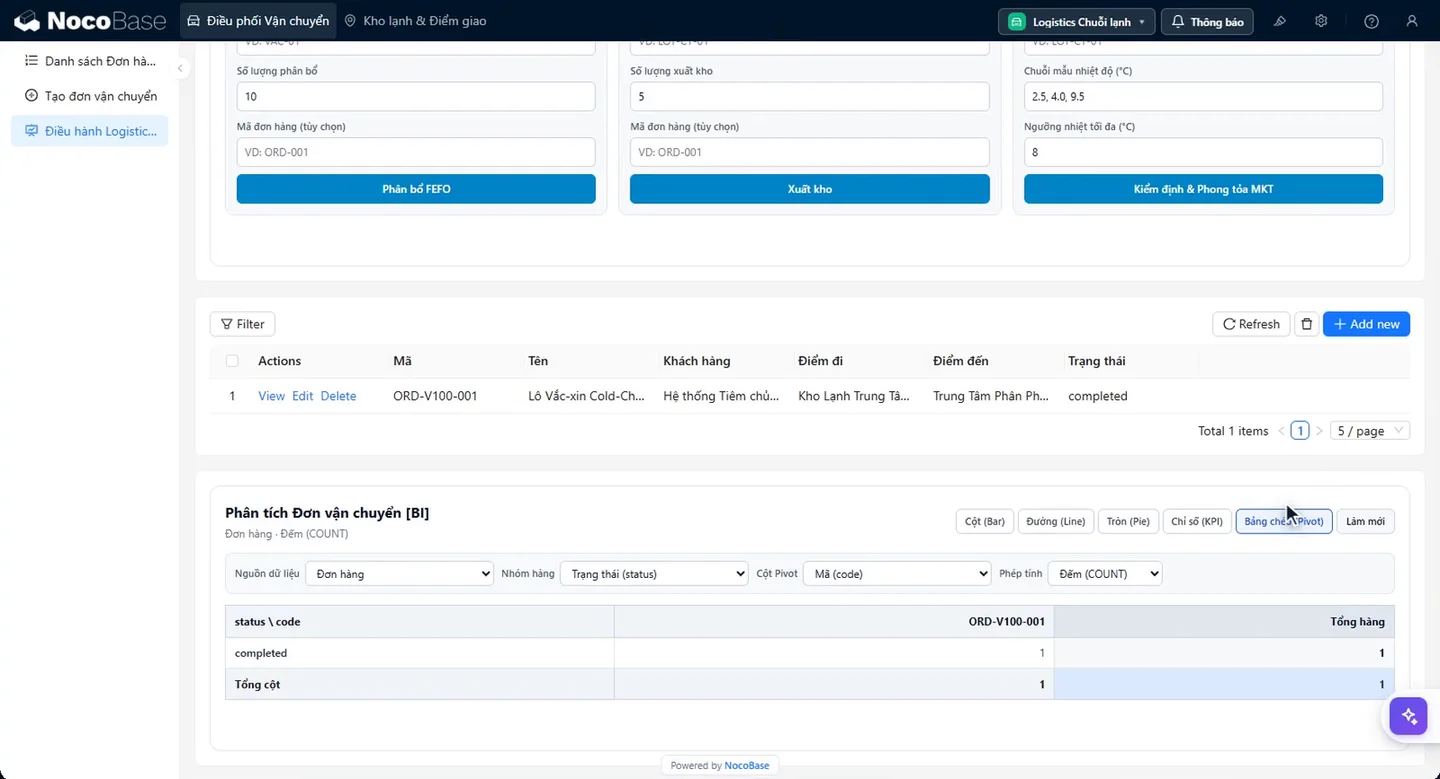 NocoBase
Điều phối Vận chuyển
Kho lạnh & Điểm giao
Logistics Chuỗi lạnh
Thông báo
Danh sách Đơn hà...
Tạo đơn vận chuyển
Điều hành Logistic...
Số lượng phân bổ
10
Mã đơn hàng (tùy chọn)
VD: ORD-001
Phân bổ FEFO
Số lượng xuất kho
5
Mã đơn hàng (tùy chọn)
VD: ORD-001
Xuất kho
Chuỗi mẫu nhiệt độ (°C)
2.5, 4.0, 9.5
Ngưỡng nhiệt tối đa (°C)
8
Kiểm định & Phong tỏa MKT
Filter
Refresh
Add new
Actions Mã Tên Khách hàng Điểm đi Điểm đến Trạng thái
1 View Edit Delete ORD-V100-001 Lô Vắc-xin Cold-Ch... Hệ thống Tiêm chủ... Kho Lạnh Trung Tâ... Trung Tâm Phân Ph... completed
Total 1 items < 1 > 5 / page
Phân tích Đơn vận chuyển [BI]
Đơn hàng · Đếm (COUNT)
Cột (Bar) Đường (Line) Tròn (Pie) Chỉ số (KPI) Bảng Pivot) Làm mới
Nguồn dữ liệu Đơn hàng Nhóm hàng Trạng thái (status) Cột Pivot Mã (code) Phép tính Đếm (COUNT)
status \ code ORD-V100-001 Tổng hàng
completed 1 1
Tổng cột 1 1
Powered by NocoBase